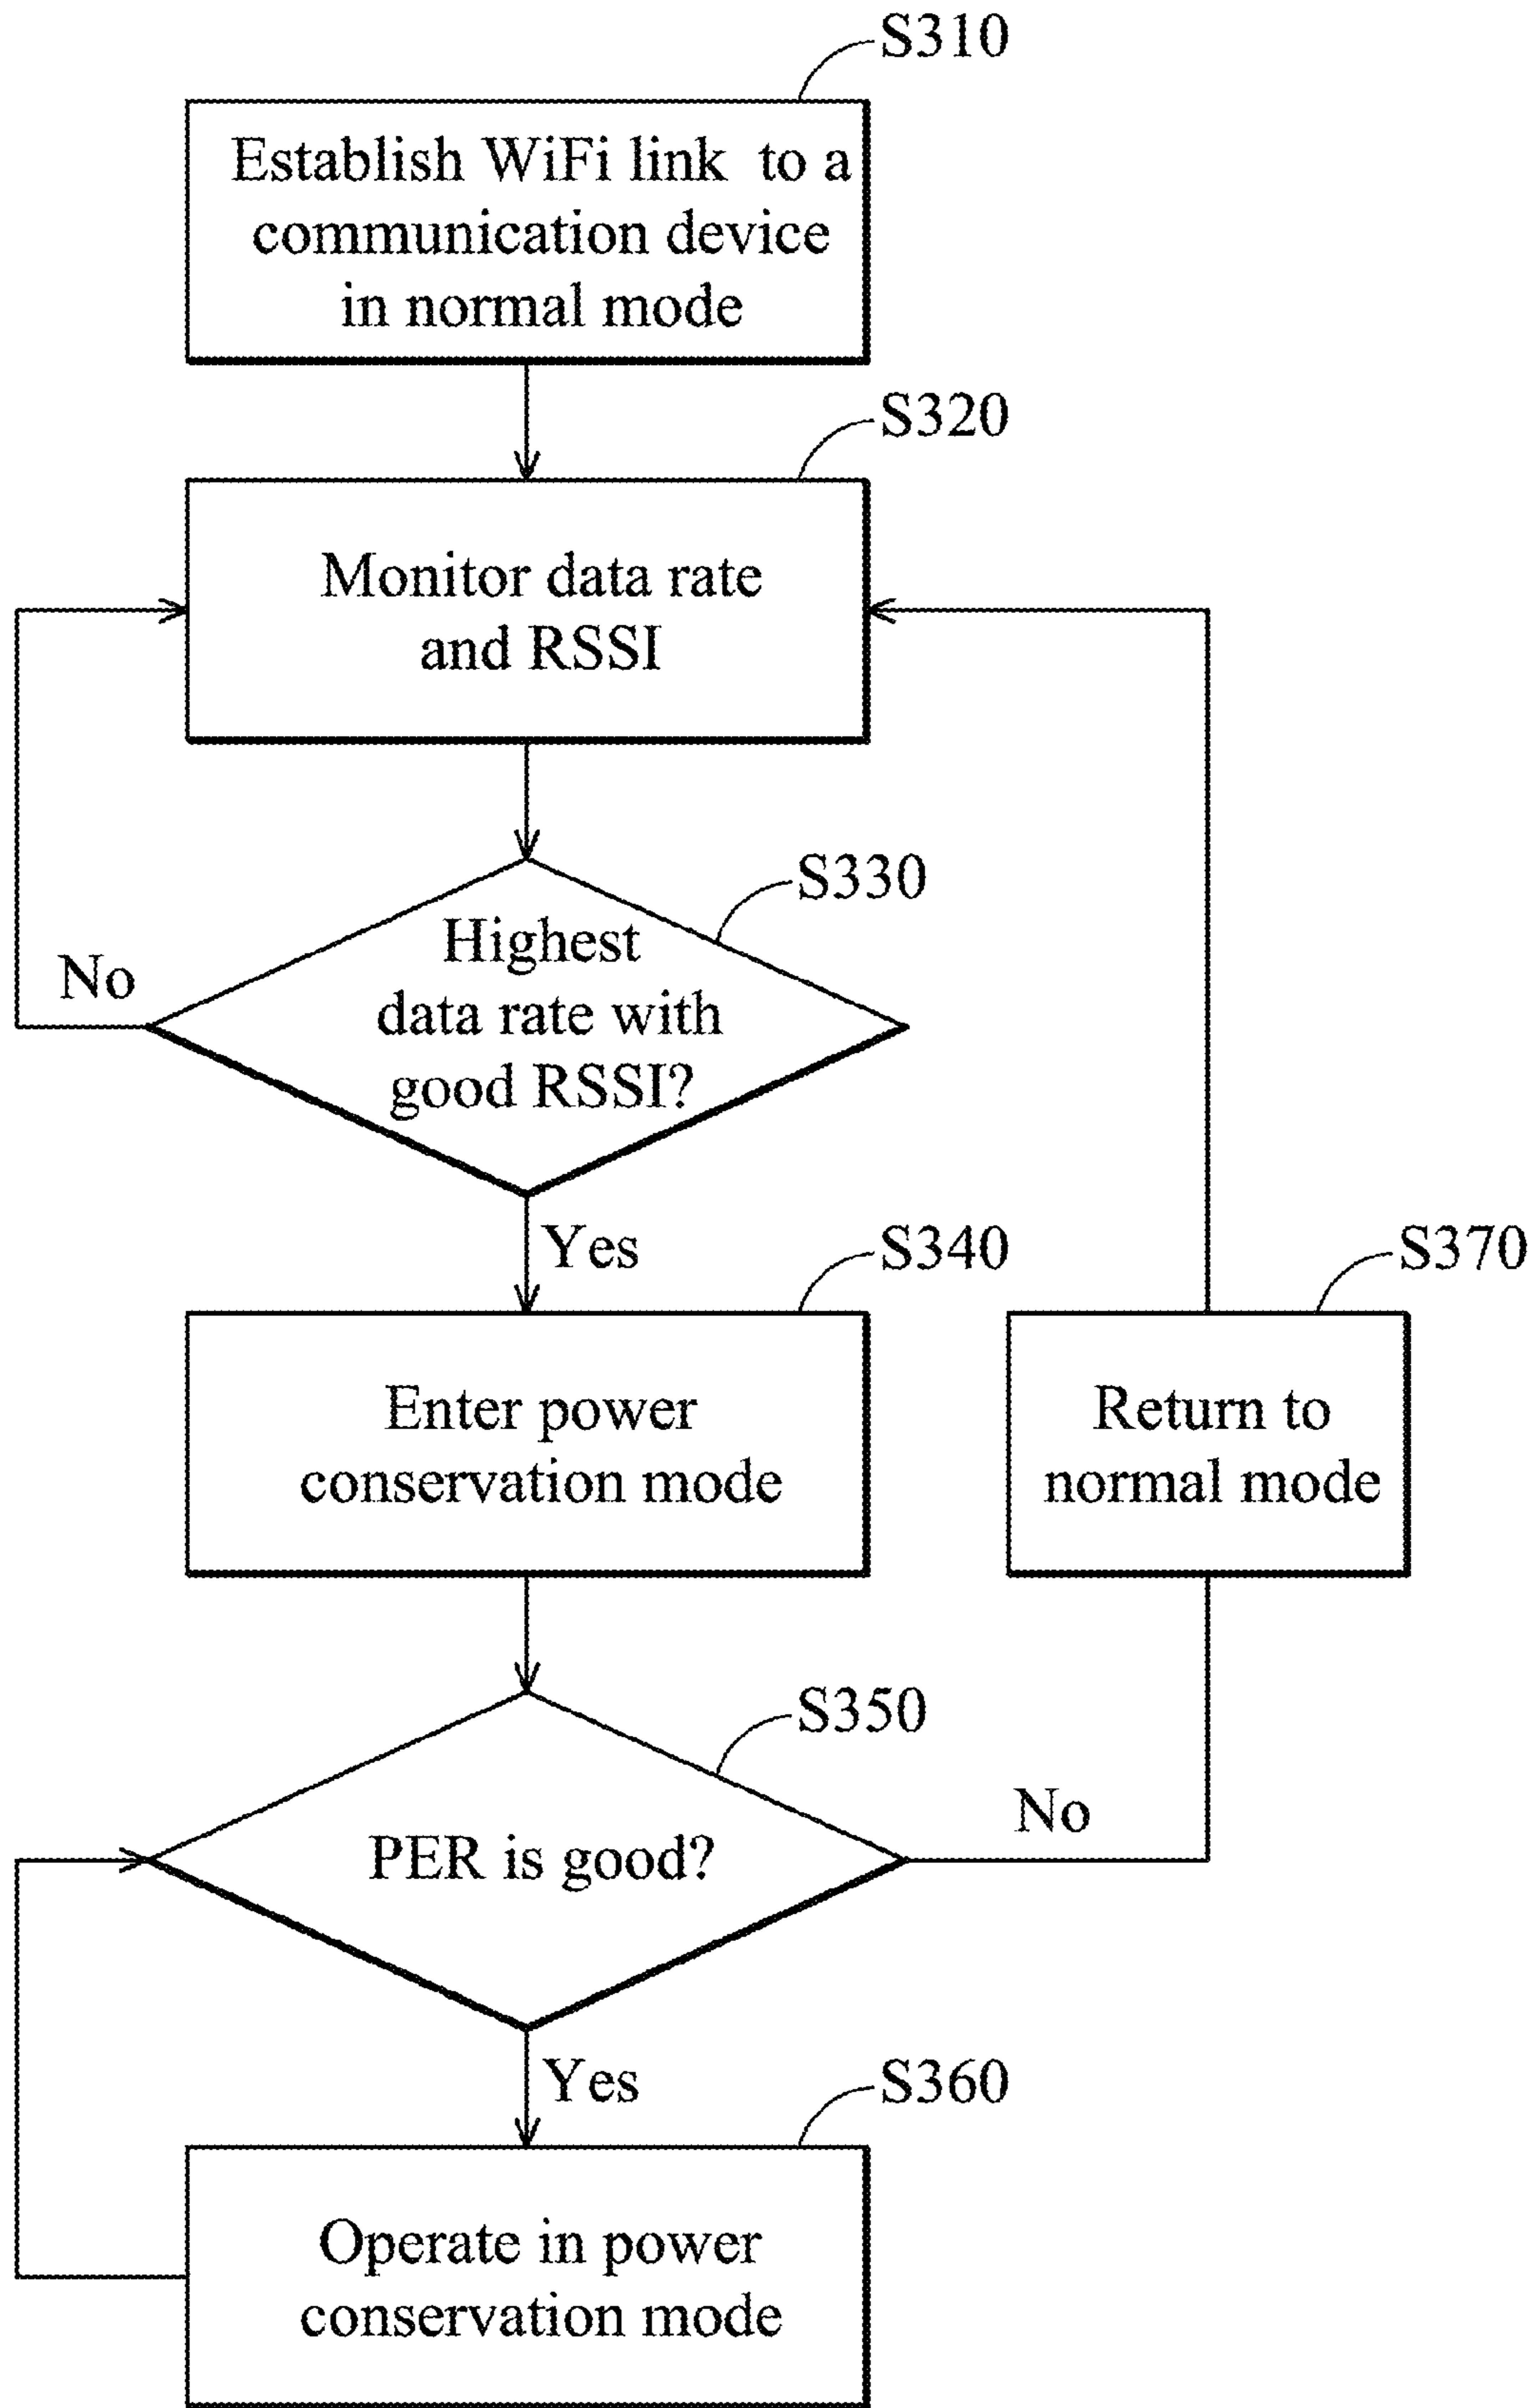 S310
Establish WiFi link to a
communication device
in normal mode
S320
Monitor data rate
and RSSI
S330
Highest
data rate with
good RSSI?
No
Yes
S340
Enter power
conservation mode
S370
Return to
normal mode
S350
PER is good?
No
Yes
S360
Operate in power
conservation mode